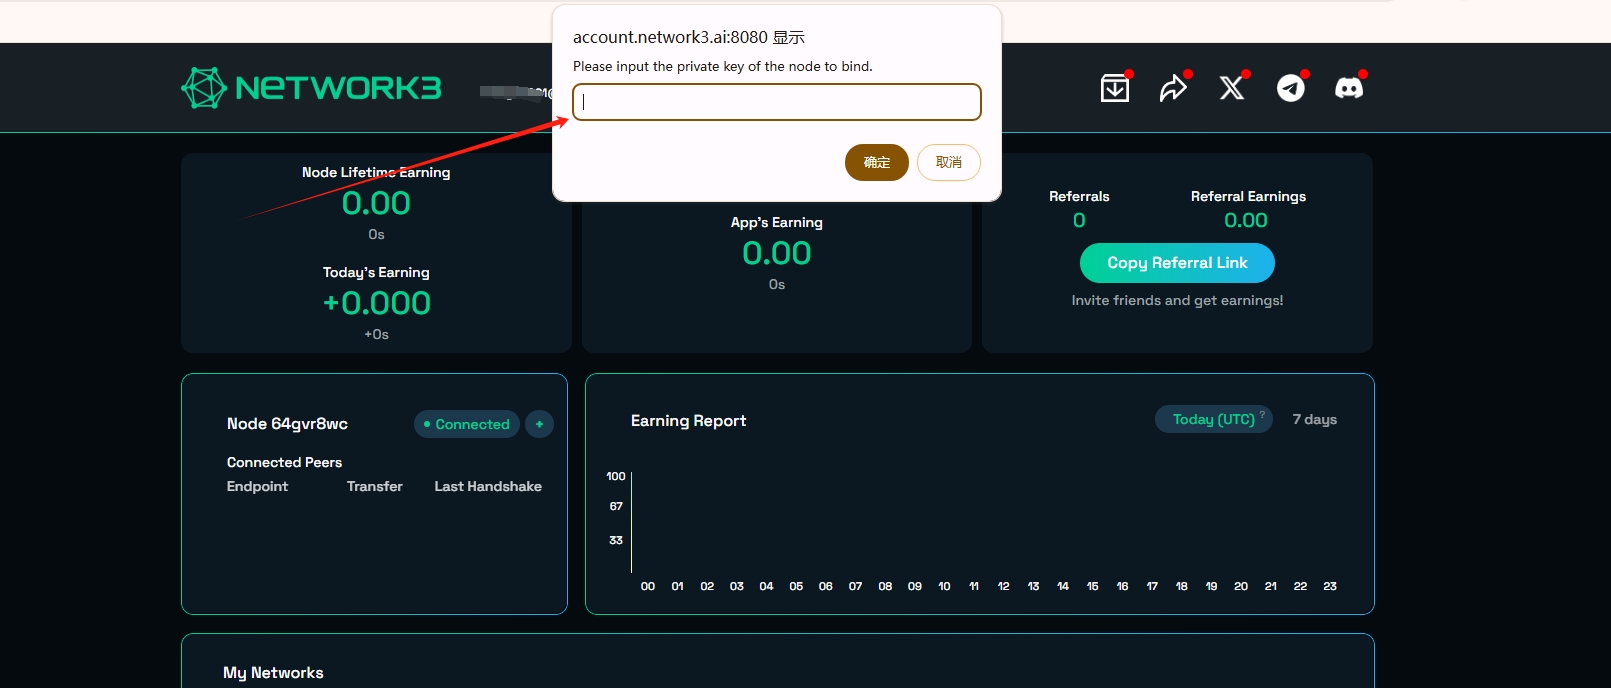 account.network3.ai:8080 显示
Please input the private key of the node to bind.
确定
取消
NETWORK3
Node Lifetime Earning
0.00
0s
Today's Earning
+0.000
+0s
App's Earning
0.00
0s
Referrals
Referral Earnings
0
0.00
Copy Referral Link
Invite friends and get earnings!
Node 64gvr8wc
Connected
+
Connected Peers
Endpoint
Transfer
Last Handshake
Earning Report
Today (UTC) ?
7 days
100
67
33
00 01 02 03 04 05 06 07 08 09 10 11 12 13 14 15 16 17 18 19 20 21 22 23
My Networks